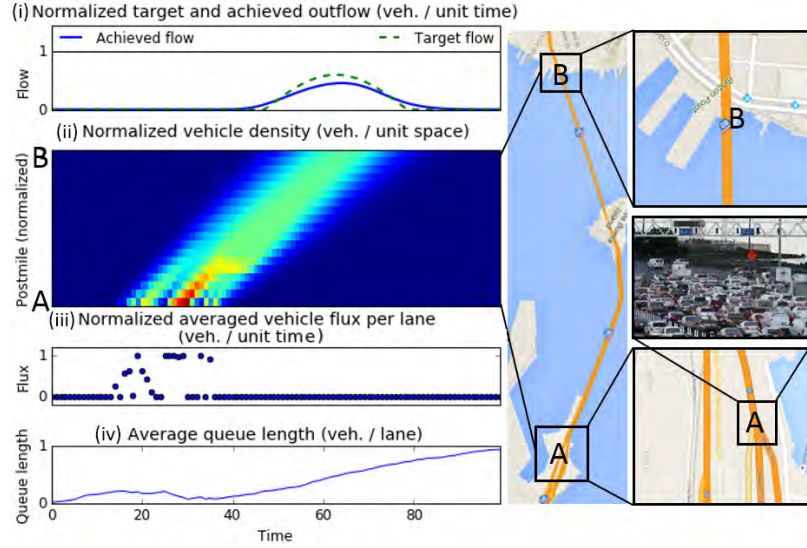 (i) Normalized target and achieved outflow (veh. / unit time)
Achieved flow
Target flow
1
0
Flow
(ii) Normalized vehicle density (veh. / unit space)
B
A
Postmile (normalized)
(iii) Normalized averaged vehicle flux per lane
(veh. / unit time)
1
0
Flux
(iv) Average queue length (veh. / lane)
1
0
Queue length
0
20
40
60
80
Time
B
A
B
A